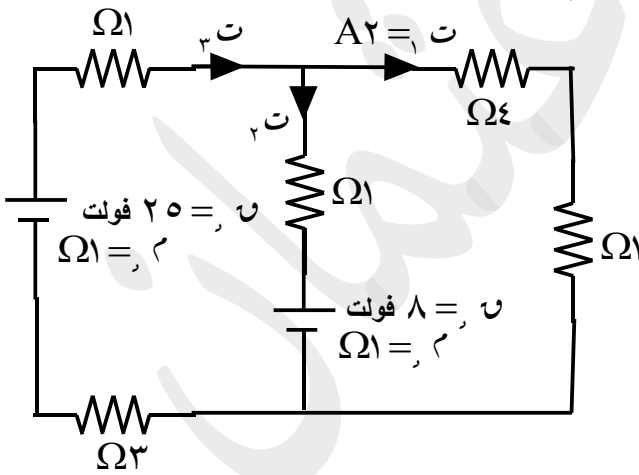 Ω١
ت٣
ت١ = A٢
Ω٤
ت٢
Ω١
Ω١
ق = ٢٥ فولت
م = Ω١
ق = ٨ فولت
م = Ω١
Ω٣